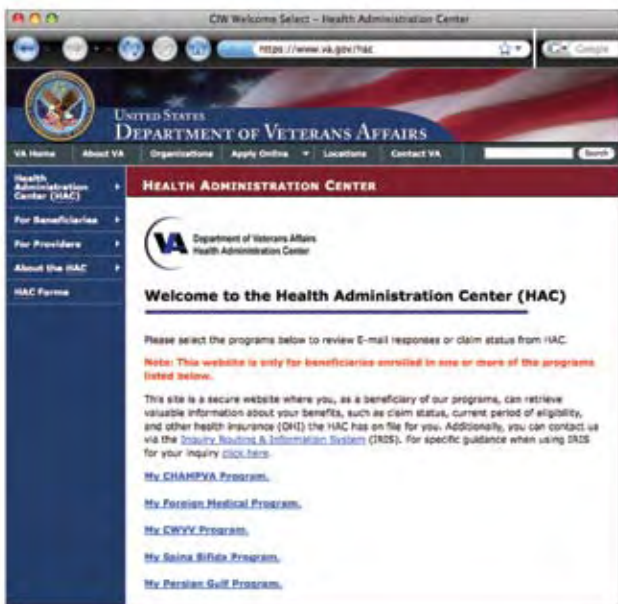 CIW Welcome Select – Health Administration Center
https://www.va.gov/hac
Google
UNITED STATES
DEPARTMENT OF VETERANS AFFAIRS
VA Home About VA Organizations Apply Online Locations Contact VA Search
Health
Administration
Center (HAC)
For Beneficiaries
For Providers
About the HAC
HAC Forms
HEALTH ADMINISTRATION CENTER
VA
Department of Veterans Affairs
Health Administration Center
Welcome to the Health Administration Center (HAC)
Please select the programs below to review E-mail responses or claim status from HAC.
Note: This website is only for beneficiaries enrolled in one or more of the programs
listed below.
This site is a secure website where you, as a beneficiary of our programs, can retrieve
valuable information about your benefits, such as claim status, current period of eligibility,
and other health insurance (OHI) the HAC has on file for you. Additionally, you can contact us
via the Inquiry Routing & Information System (IRIS). For specific guidance when using IRIS
for your inquiry click here.
My CHAMPVA Program.
My Foreign Medical Program.
My CWVV Program.
My Spina Bifida Program.
My Persian Gulf Program.